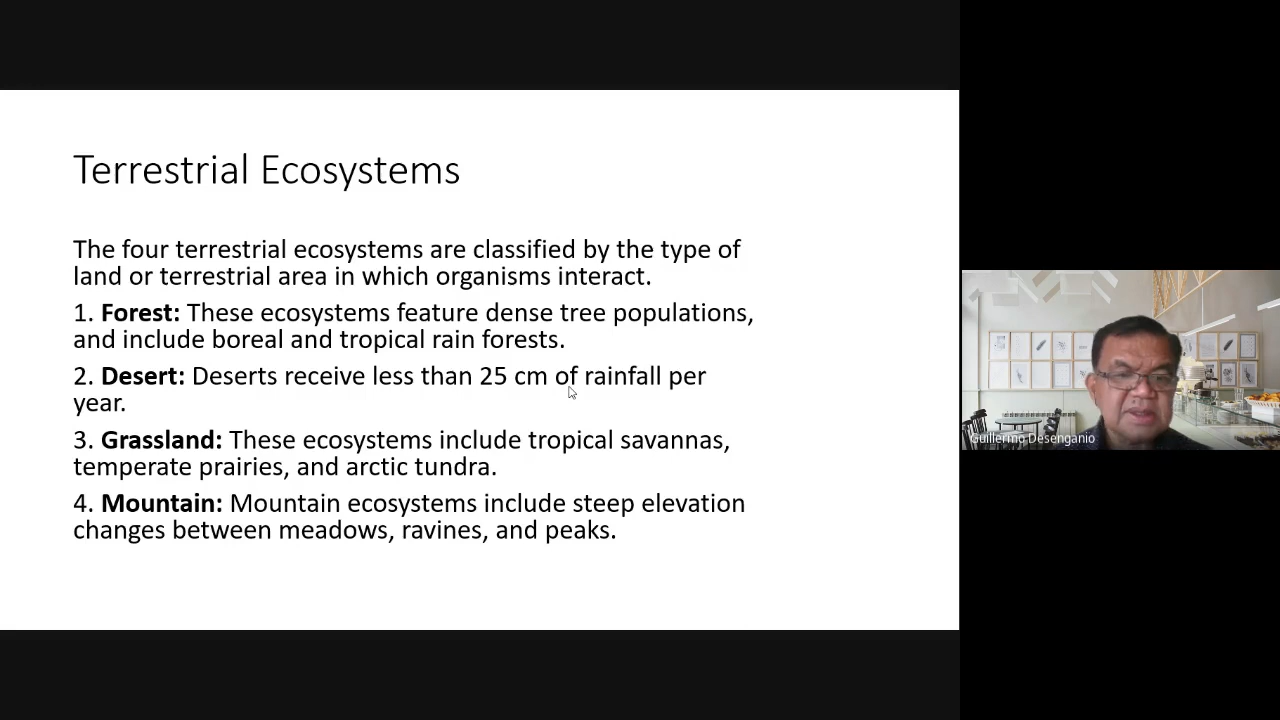 Terrestrial Ecosystems
The four terrestrial ecosystems are classified by the type of
land or terrestrial area in which organisms interact.
1. Forest: These ecosystems feature dense tree populations,
and include boreal and tropical rain forests.
2. Desert: Deserts receive less than 25 cm of rainfall per
year.
3. Grassland: These ecosystems include tropical savannas,
temperate prairies, and arctic tundra.
4. Mountain: Mountain ecosystems include steep elevation
changes between meadows, ravines, and peaks.
Guillermo Desenganio